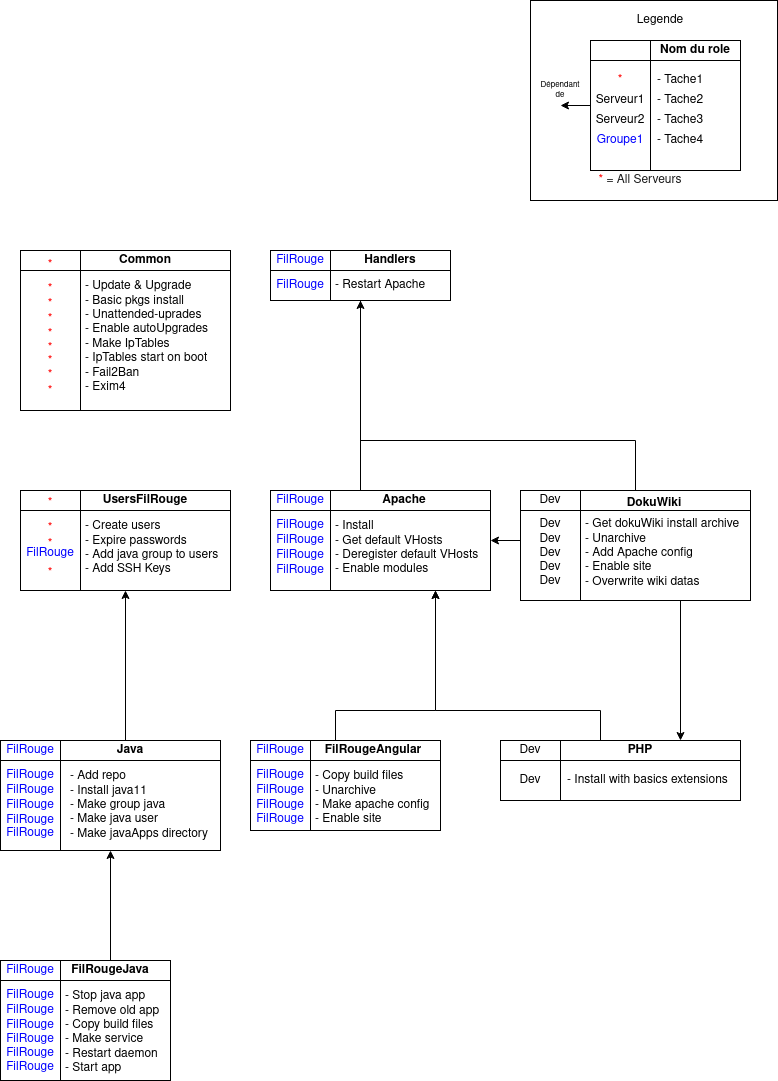 Legende
Nom du role
* - Tache1
Dépendant
de
Serveur1 - Tache2
Serveur2 - Tache3
Groupe1 - Tache4
* = All Serveurs
* Common
* - Update & Upgrade
* - Basic pkgs install
* - Unattended-uprades
* - Enable autoUpgrades
* - Make IpTables
* - IpTables start on boot
* - Fail2Ban
* - Exim4
FilRouge Handlers
FilRouge - Restart Apache
* UsersFilRouge
* - Create users
* - Expire passwords
FilRouge - Add java group to users
* - Add SSH Keys
FilRouge Apache
FilRouge - Install
FilRouge - Get default VHosts
FilRouge - Deregister default VHosts
FilRouge - Enable modules
Dev DokuWiki
Dev - Get dokuWiki install archive
Dev - Unarchive
Dev - Add Apache config
Dev - Enable site
Dev - Overwrite wiki datas
FilRouge Java
FilRouge - Add repo
FilRouge - Install java11
FilRouge - Make group java
FilRouge - Make java user
FilRouge - Make javaApps directory
FilRouge FilRougeAngular
FilRouge - Copy build files
FilRouge - Unarchive
FilRouge - Make apache config
FilRouge - Enable site
Dev PHP
Dev - Install with basics extensions
FilRouge FilRougeJava
FilRouge - Stop java app
FilRouge - Remove old app
FilRouge - Copy build files
FilRouge - Make service
FilRouge - Restart daemon
FilRouge - Start app